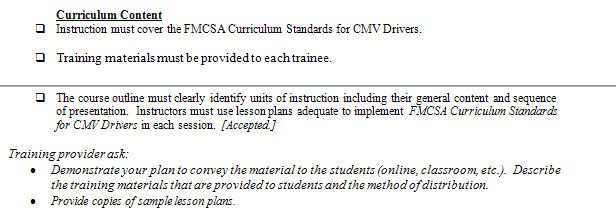 Curriculum Content
❑ Instruction must cover the FMCSA Curriculum Standards for CMV Drivers.
❑ Training materials must be provided to each trainee.
❑ The course outline must clearly identify units of instruction including their general content and sequence
of presentation. Instructors must use lesson plans adequate to implement FMCSA Curriculum Standards
for CMV Drivers in each session. [Accepted.]
Training provider ask:
• Demonstrate your plan to convey the material to the students (online, classroom, etc.). Describe
the training materials that are provided to students and the method of distribution.
• Provide copies of sample lesson plans.